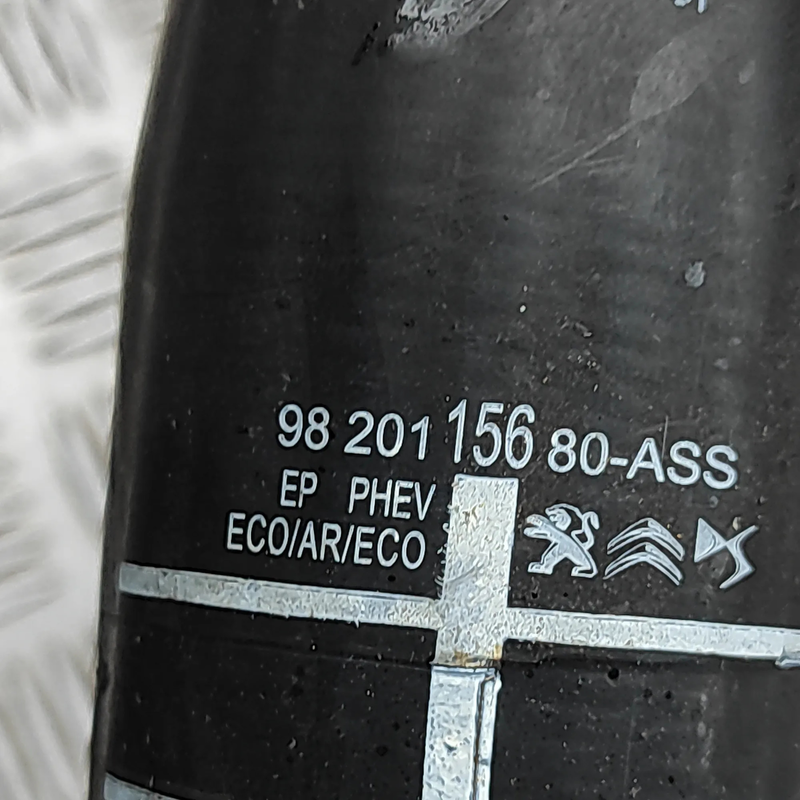 98 201 156 80-ASS
EP PHEV
ECO/AR/ECO